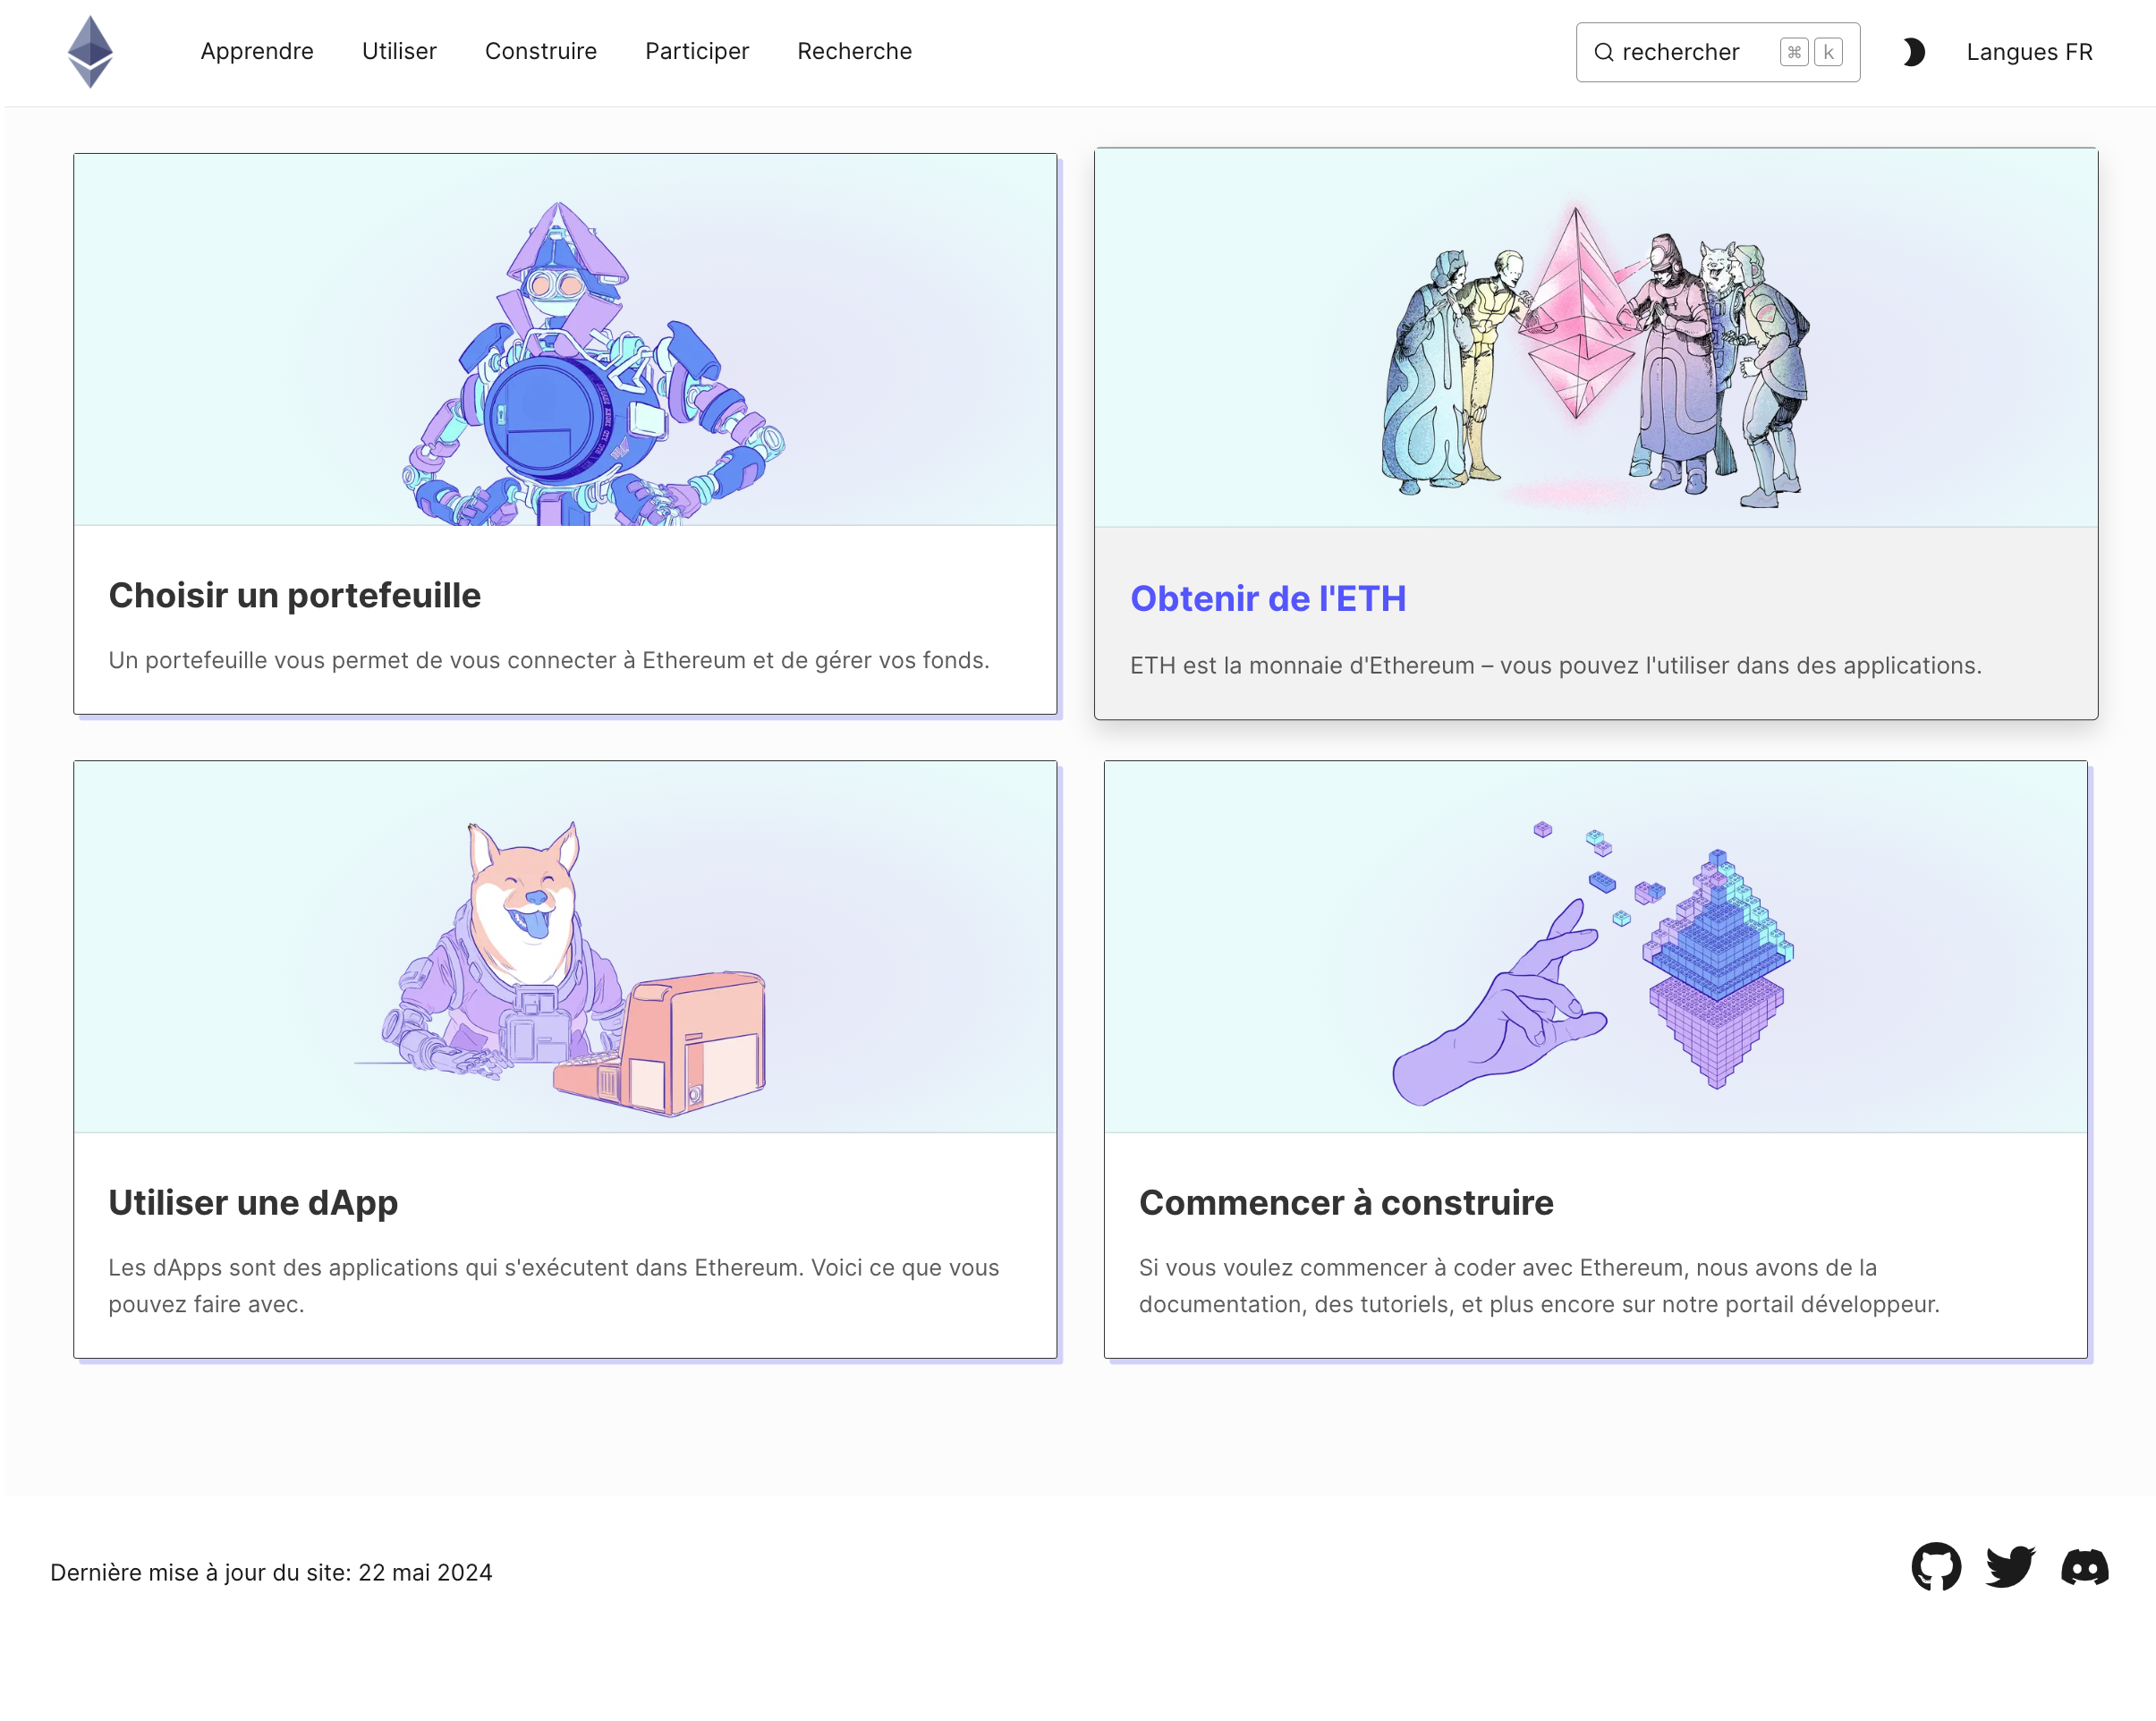 Apprendre Utiliser Construire Participer Recherche rechercher ⌘ k Langues FR
Choisir un portefeuille
Un portefeuille vous permet de vous connecter à Ethereum et de gérer vos fonds.
Obtenir de l'ETH
ETH est la monnaie d'Ethereum – vous pouvez l'utiliser dans des applications.
Utiliser une dApp
Les dApps sont des applications qui s'exécutent dans Ethereum. Voici ce que vous
pouvez faire avec.
Commencer à construire
Si vous voulez commencer à coder avec Ethereum, nous avons de la
documentation, des tutoriels, et plus encore sur notre portail développeur.
Dernière mise à jour du site: 22 mai 2024